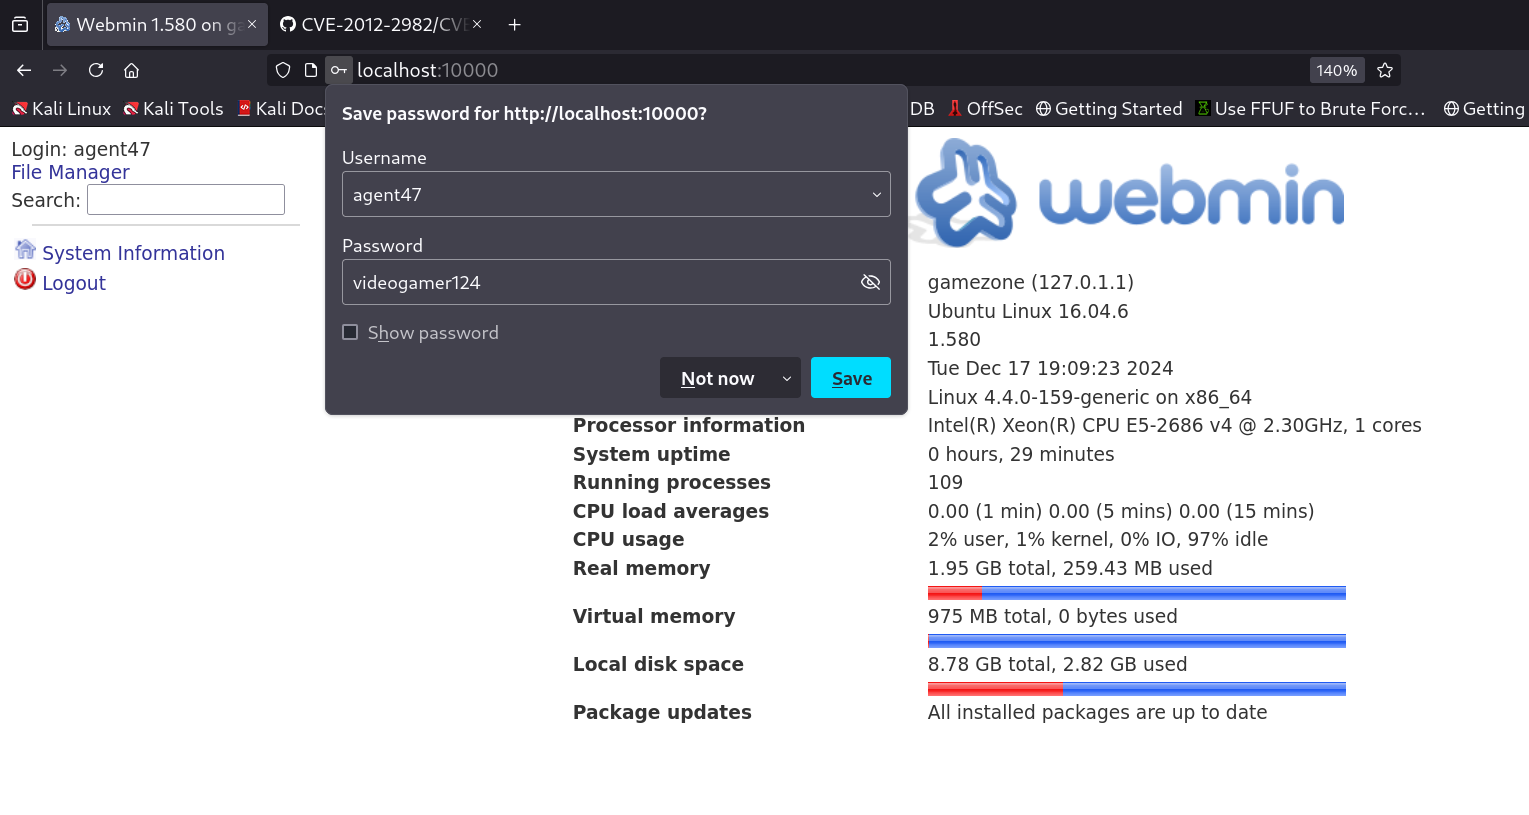 Webmin 1.580 on ga
CVE-2012-2982/CVE
localhost:10000
140%
Kali Linux
Kali Tools
Kali Docs
DB
OffSec
Getting Started
Use FFUF to Brute Forc…
Getting
Save password for http://localhost:10000?
Username
agent47
Password
videogamer124
Show password
Not now
Save
Login: agent47
File Manager
Search:
System Information
Logout
webmin
gamezone (127.0.1.1)
Ubuntu Linux 16.04.6
1.580
Tue Dec 17 19:09:23 2024
Linux 4.4.0-159-generic on x86_64
Processor information Intel(R) Xeon(R) CPU E5-2686 v4 @ 2.30GHz, 1 cores
System uptime 0 hours, 29 minutes
Running processes 109
CPU load averages 0.00 (1 min) 0.00 (5 mins) 0.00 (15 mins)
CPU usage 2% user, 1% kernel, 0% IO, 97% idle
Real memory 1.95 GB total, 259.43 MB used
Virtual memory 975 MB total, 0 bytes used
Local disk space 8.78 GB total, 2.82 GB used
Package updates All installed packages are up to date